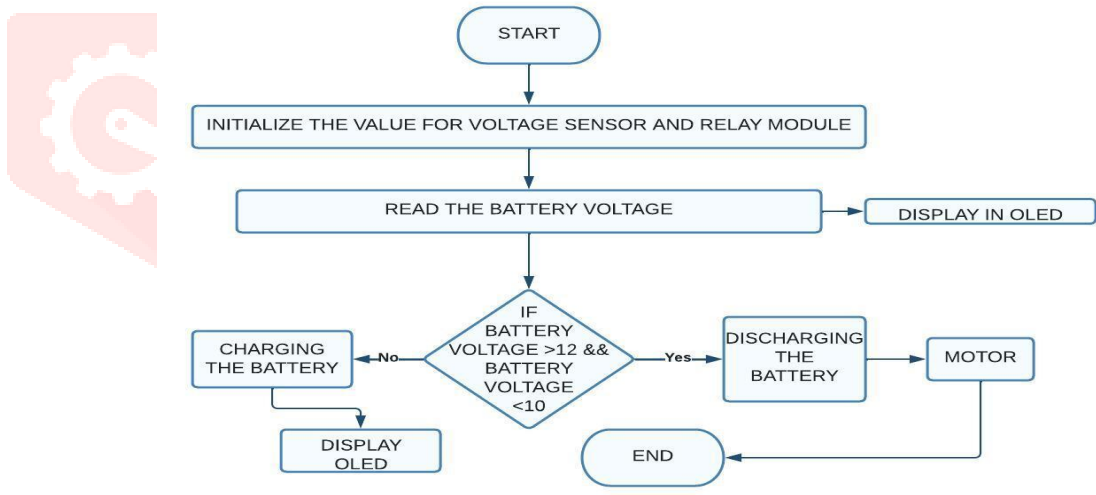 START
INITIALIZE THE VALUE FOR VOLTAGE SENSOR AND RELAY MODULE
READ THE BATTERY VOLTAGE
DISPLAY IN OLED
IF
BATTERY
VOLTAGE >12 &&
BATTERY
VOLTAGE
<10
No
CHARGING
THE BATTERY
DISPLAY
OLED
Yes
DISCHARGING
THE
BATTERY
MOTOR
END